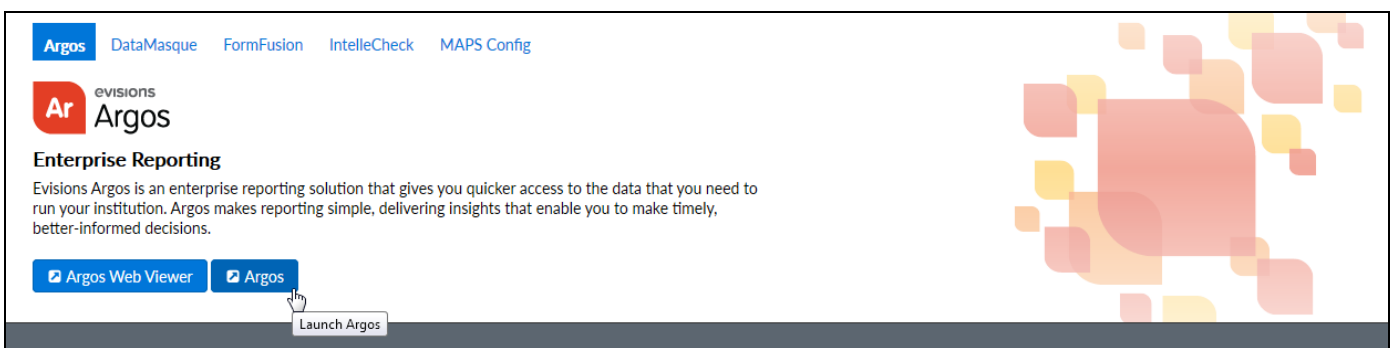 Argos DataMasque FormFusion IntelleCheck MAPS Config
Ar evisions
Argos
Enterprise Reporting
Evisions Argos is an enterprise reporting solution that gives you quicker access to the data that you need to
run your institution. Argos makes reporting simple, delivering insights that enable you to make timely,
better-informed decisions.
Argos Web Viewer Argos
Launch Argos